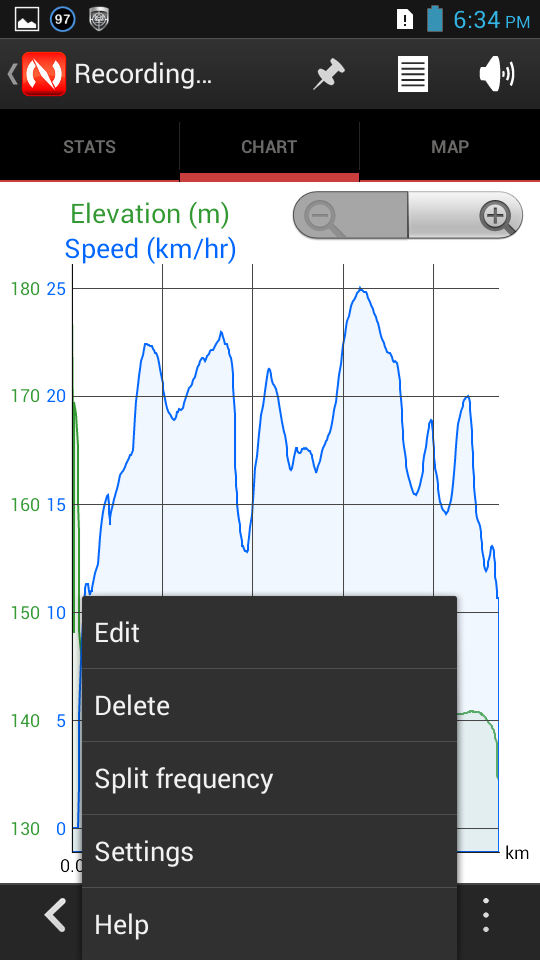 97
6:34 PM
Recording...
STATS CHART MAP
Elevation (m)
Speed (km/hr)
180 25
170 20
160 15
150 10
140 5
130 0
0.0 km
Edit
Delete
Split frequency
Settings
Help